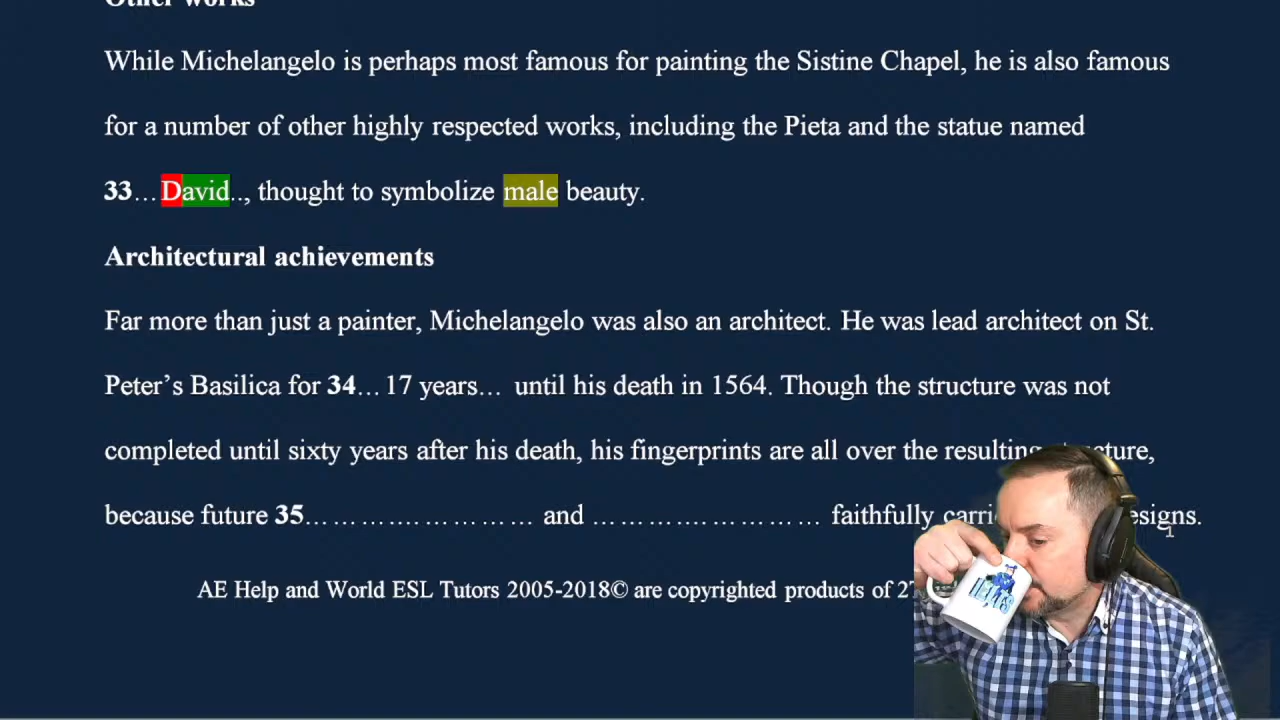 Other works
While Michelangelo is perhaps most famous for painting the Sistine Chapel, he is also famous
for a number of other highly respected works, including the Pieta and the statue named
33… David.., thought to symbolize male beauty.
Architectural achievements
Far more than just a painter, Michelangelo was also an architect. He was lead architect on St.
Peter’s Basilica for 34… 17 years… until his death in 1564. Though the structure was not
completed until sixty years after his death, his fingerprints are all over the resulting
because future 35……………………… and ……………………… faithfully
AE Help and World ESL Tutors 2005-2018© are copyrighted products of
IELTS